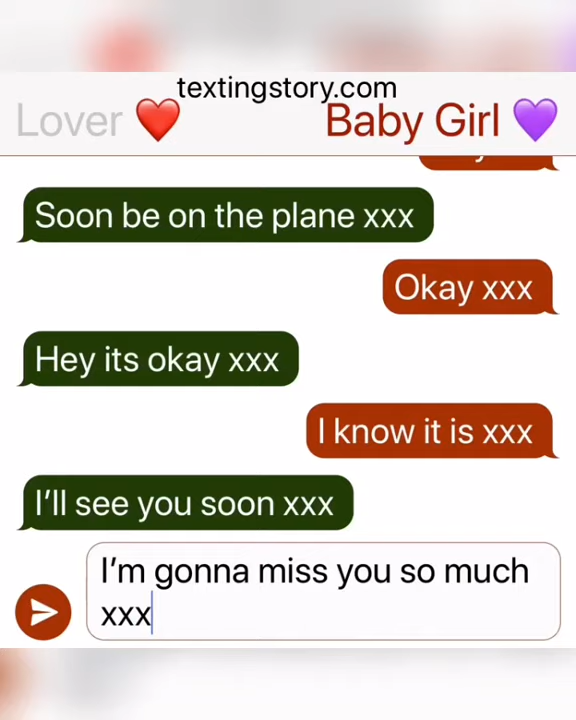 textingstory.com
Lover ❤️ Baby Girl 💜
Soon be on the plane xxx
Okay xxx
Hey its okay xxx
I know it is xxx
I'll see you soon xxx
I'm gonna miss you so much
xxx